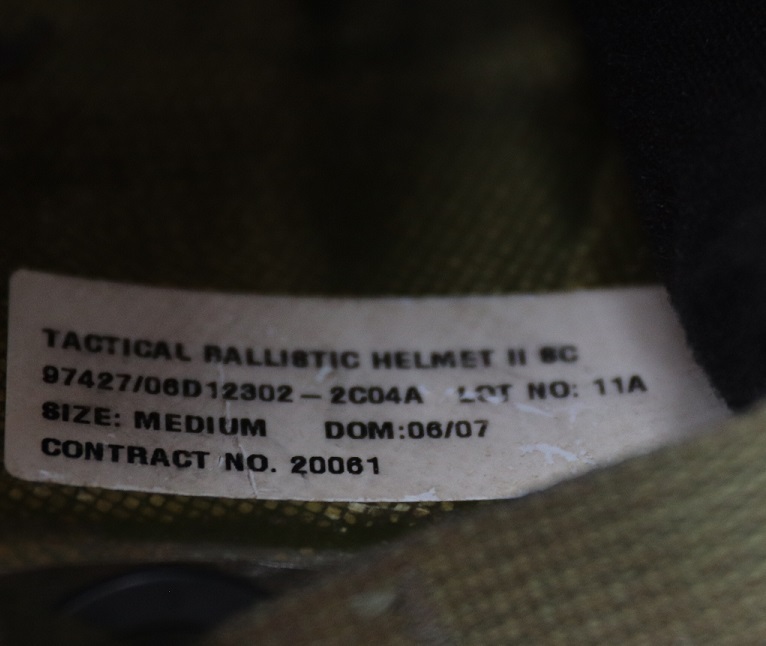 TACTICAL BALLISTIC HELMET II SC
97427/06D12302-2C04A LOT NO: 11A
SIZE: MEDIUM DOM:06/07
CONTRACT NO. 20061